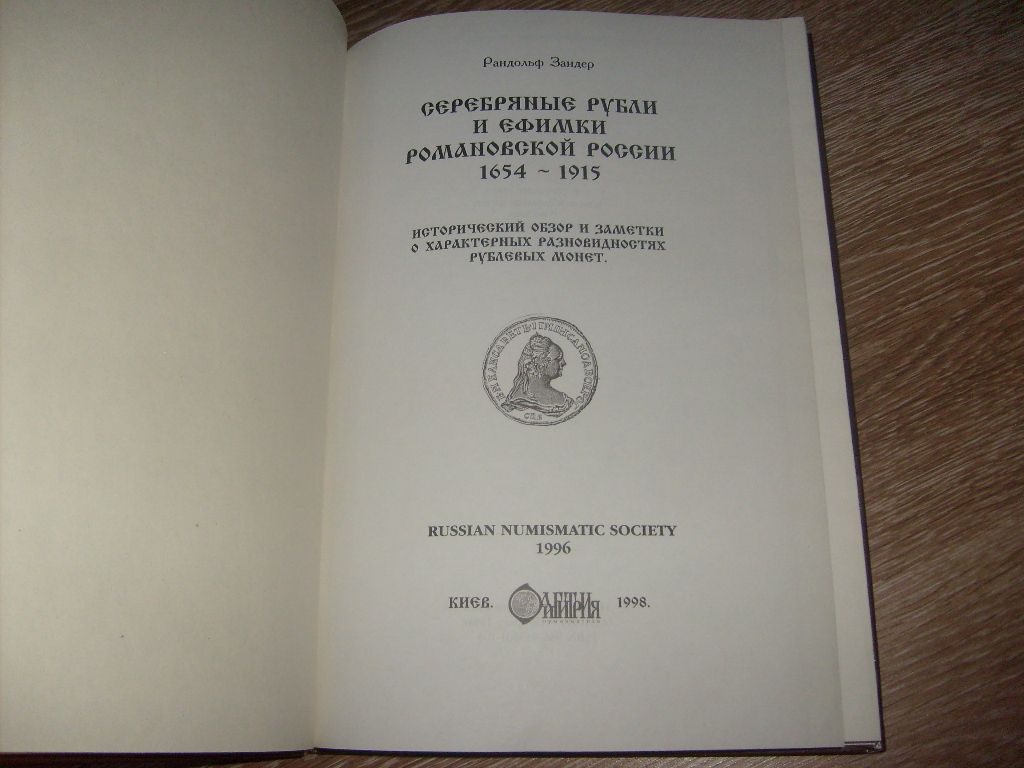 Рандольф Зандер
СЕРЕБРЯНЫЕ РУБЛИ
И ЕФИМКИ
РОМАНОВСКОЙ РОССИИ
1654 ~ 1915
ИСТОРИЧЕСКИЙ ОБЗОР И ЗАМЕТКИ
О ХАРАКТЕРНЫХ РАЗНОВИДНОСТЯХ
РУБЛЕВЫХ МОНЕТ.
СПБ
RUSSIAN NUMISMATIC SOCIETY
1996
КИЕВ. 1998.